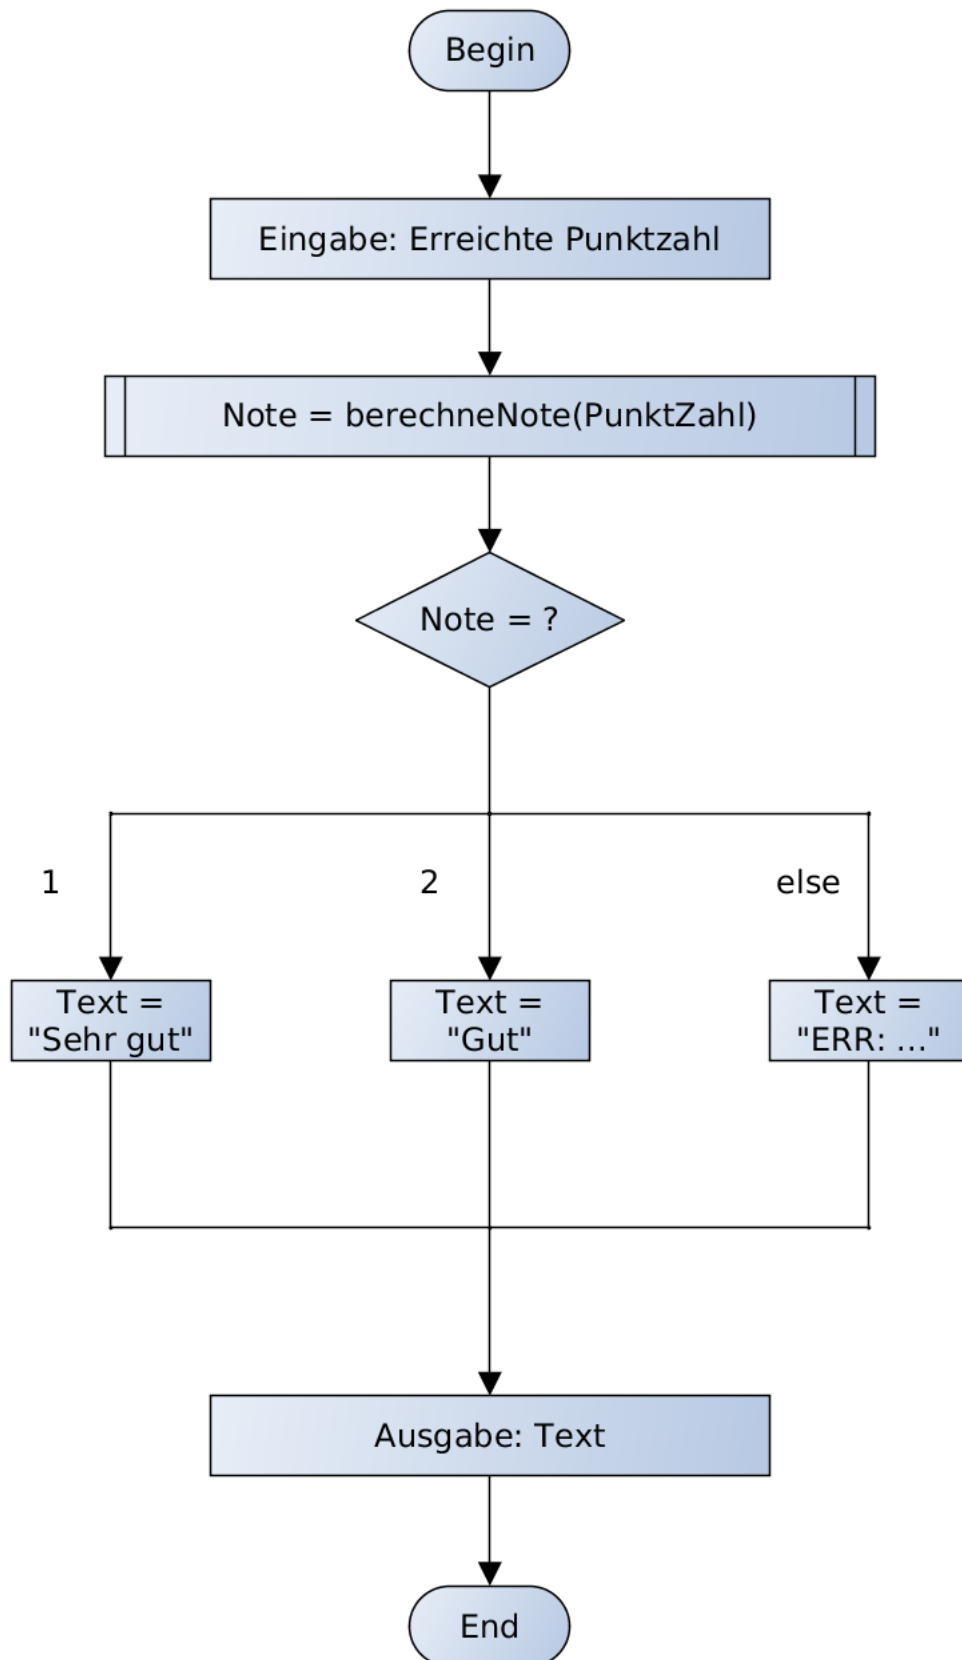 Begin
Eingabe: Erreichte Punktzahl
Note = berechneNote(PunktZahl)
Note = ?
1
2
else
Text =
"Sehr gut"
Text =
"Gut"
Text =
"ERR: ..."
Ausgabe: Text
End